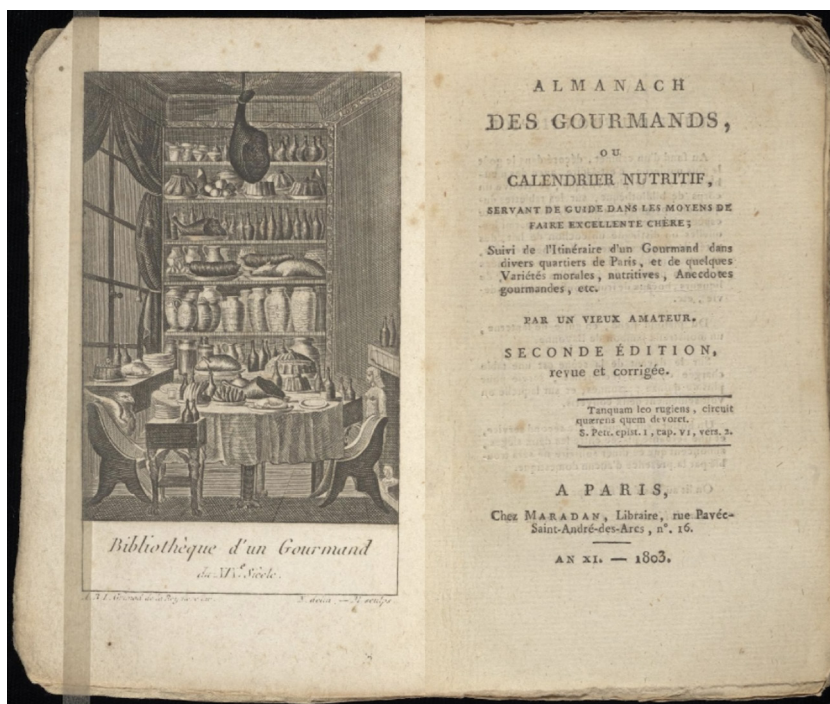 Bibliothèque d'un Gourmand
du XIXe. Siècle.
ALMANACH
DES GOURMANDS,
OU
CALENDRIER NUTRITIF,
SERVANT DE GUIDE DANS LES MOYENS DE
FAIRE EXCELLENTE CHÈRE;
Suivi de l'Itinéraire d'un Gourmand dans
divers quartiers de Paris, et de quelques
Variétés morales, nutritives, Anecdotes
gourmandes, etc.
PAR UN VIEUX AMATEUR.
SECONDE ÉDITION,
revue et corrigée.
Tanquam leo rugiens, circuit
quærens quem devoret.
S. Petr. epist. I, cap. VI, vers. 2.
A PARIS,
Chez MARADAN, Libraire, rue Pavée-
Saint-André-des-Arcs, nº. 16.
AN XI. — 1803.